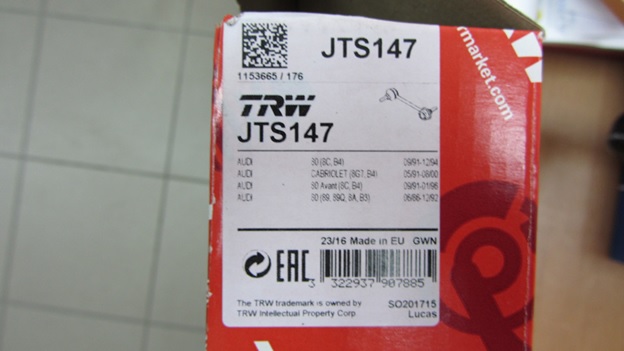 JTS147
1153665 / 176
TRW
JTS147
AUDI 80 (8C, B4) 09/91-12/94
AUDI CABRIOLET (8G7, B4) 05/91-08/00
AUDI 80 Avant (8C, B4) 09/91-01/96
AUDI 80 (89, 89Q, 8A, B3) 06/86-12/92
23/16 Made in EU GWN
EAC
3 322937 907885
The TRW trademark is owned by
TRW Intellectual Property Corp
SO201715
Lucas
rmarket.com